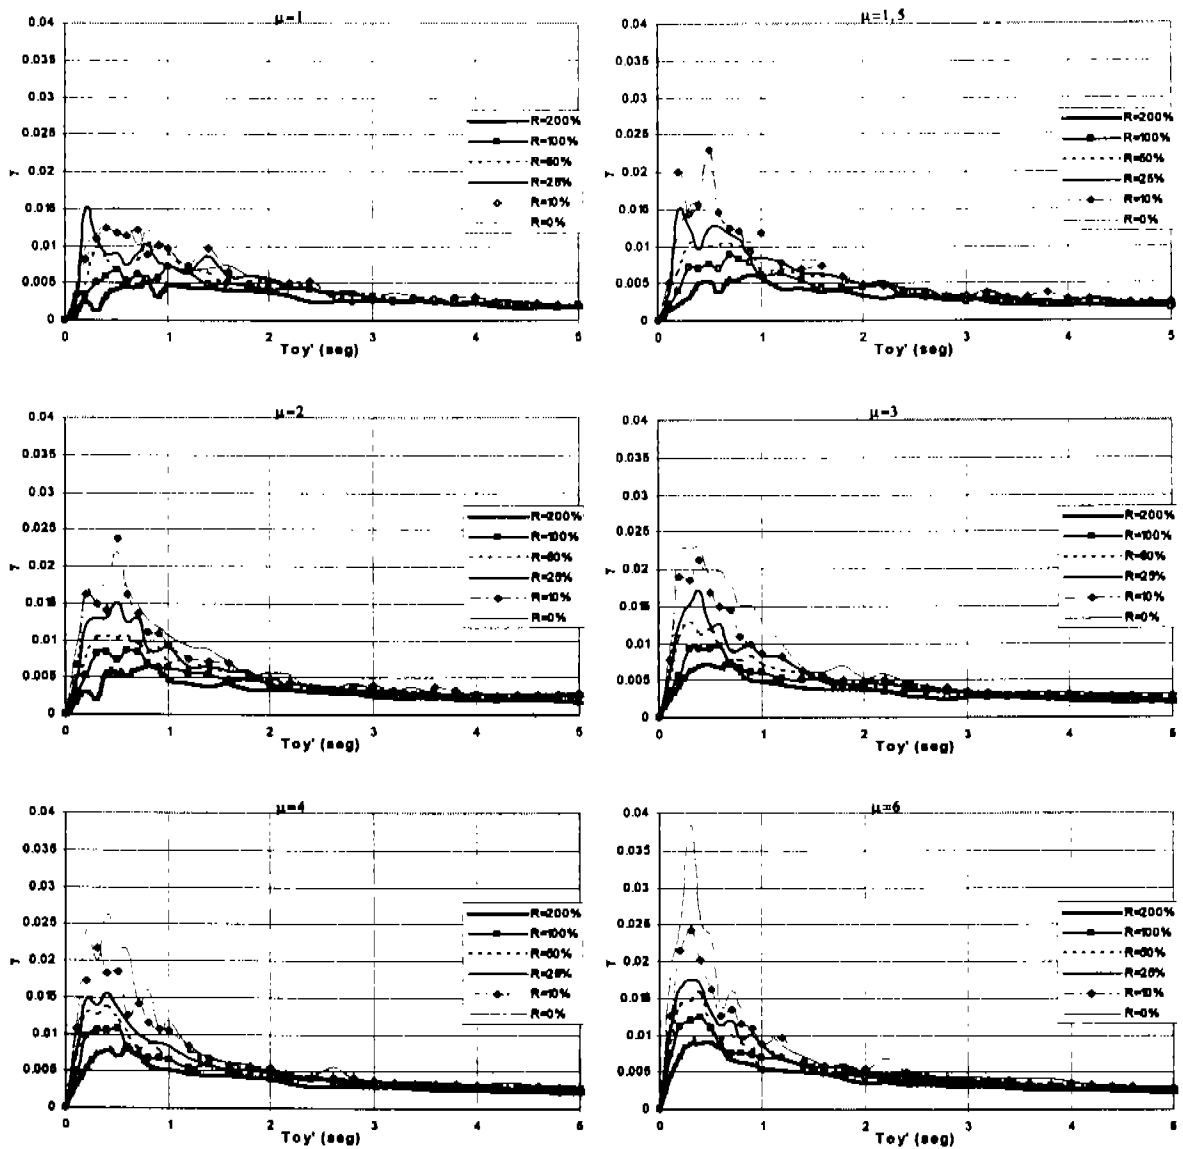 μ=1
0.04
0.035
0.03
0.025
0.02
0.015
0.01
0.005
0
γ
R=200%
R=100%
R=50%
R=25%
R=10%
R=0%
0 1 2 3 4 5
Toy' (seg)
μ=1,5
0.04
0.035
0.03
0.025
0.02
0.015
0.01
0.005
0
γ
R=200%
R=100%
R=50%
R=25%
R=10%
R=0%
0 1 2 3 4 5
Toy' (seg)
μ=2
0.04
0.035
0.03
0.025
0.02
0.015
0.01
0.005
0
γ
R=200%
R=100%
R=50%
R=25%
R=10%
R=0%
0 1 2 3 4 5
Toy' (seg)
μ=3
0.04
0.035
0.03
0.025
0.02
0.015
0.01
0.005
0
γ
R=200%
R=100%
R=50%
R=25%
R=10%
R=0%
0 1 2 3 4 5
Toy' (seg)
μ=4
0.04
0.035
0.03
0.025
0.02
0.015
0.01
0.005
0
γ
R=200%
R=100%
R=50%
R=25%
R=10%
R=0%
0 1 2 3 4 5
Toy' (seg)
μ=6
0.04
0.035
0.03
0.025
0.02
0.015
0.01
0.005
0
γ
R=200%
R=100%
R=50%
R=25%
R=10%
R=0%
0 1 2 3 4 5
Toy' (seg)